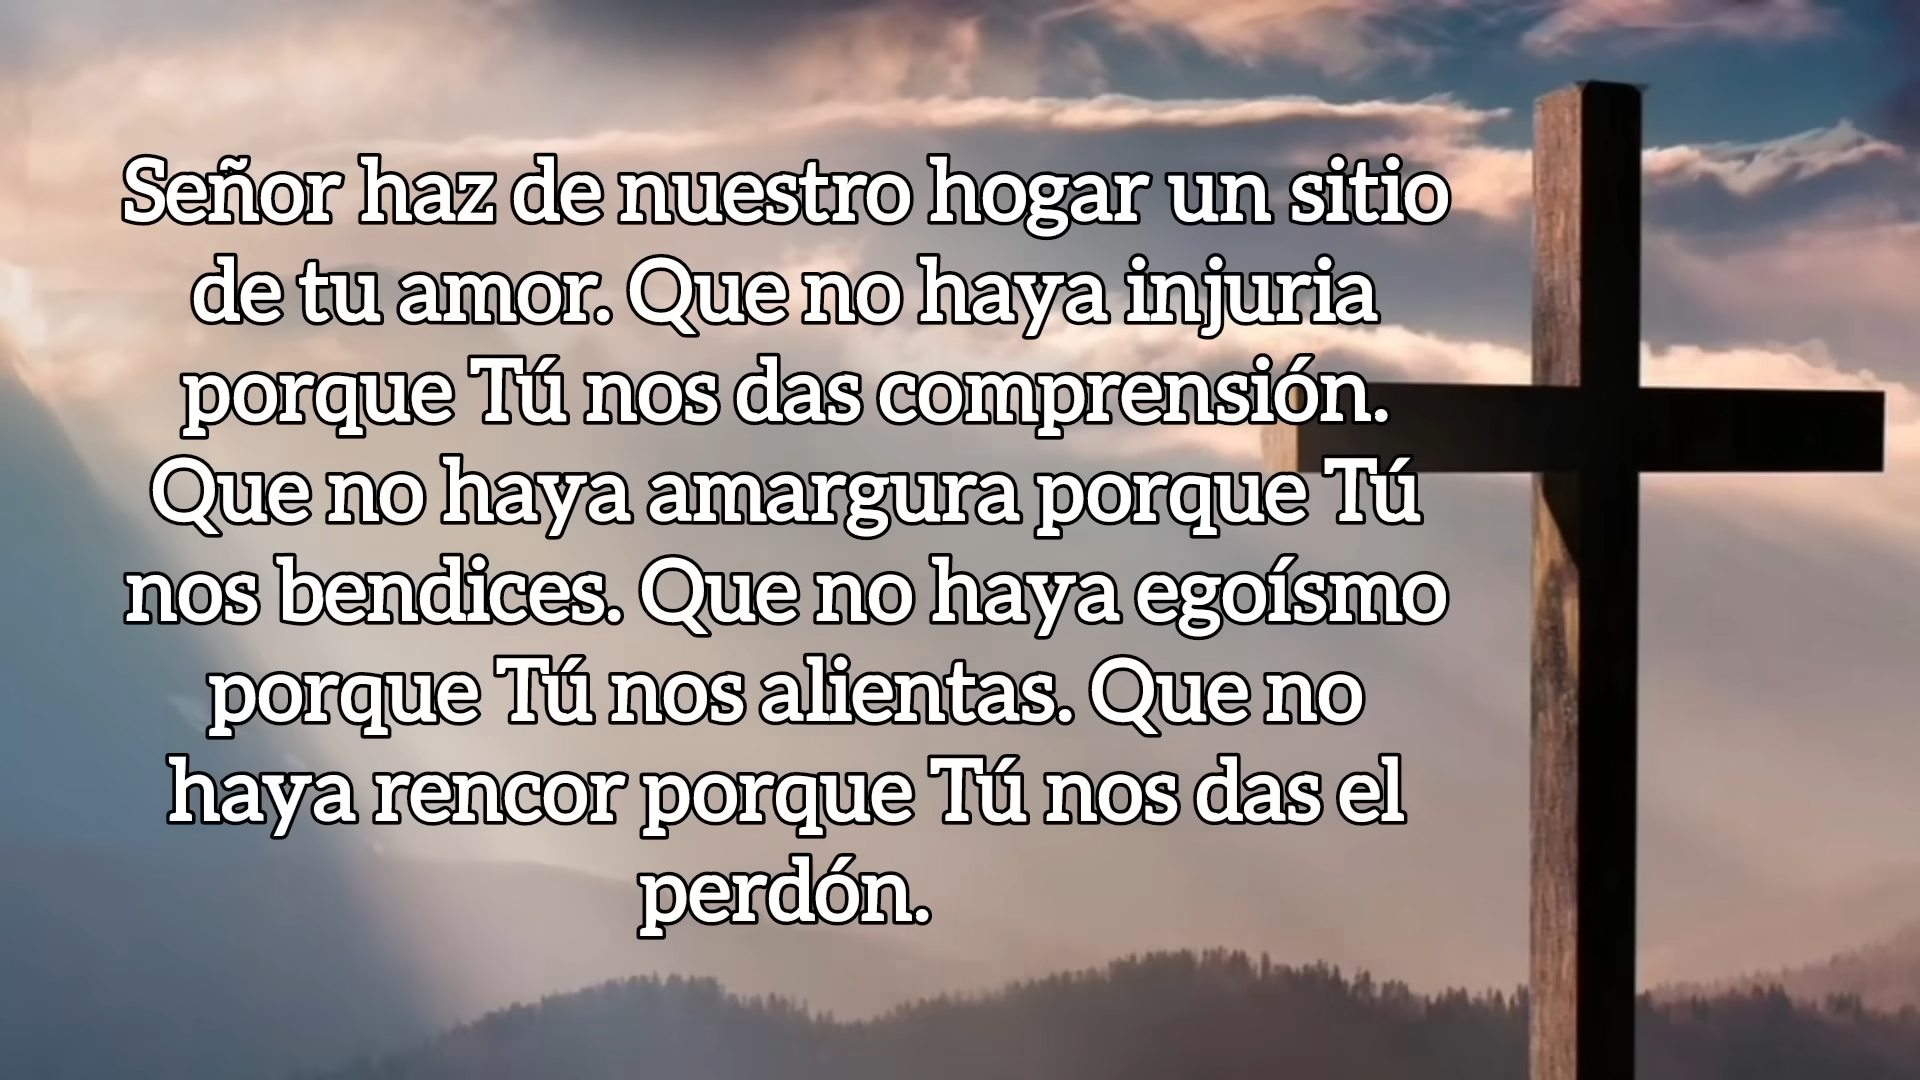 Señor haz de nuestro hogar un sitio
de tu amor. Que no haya injuria
porque Tú nos das comprensión.
Que no haya amargura porque Tú
nos bendices. Que no haya egoísmo
porque Tú nos alientas. Que no
haya rencor porque Tú nos das el
perdón.